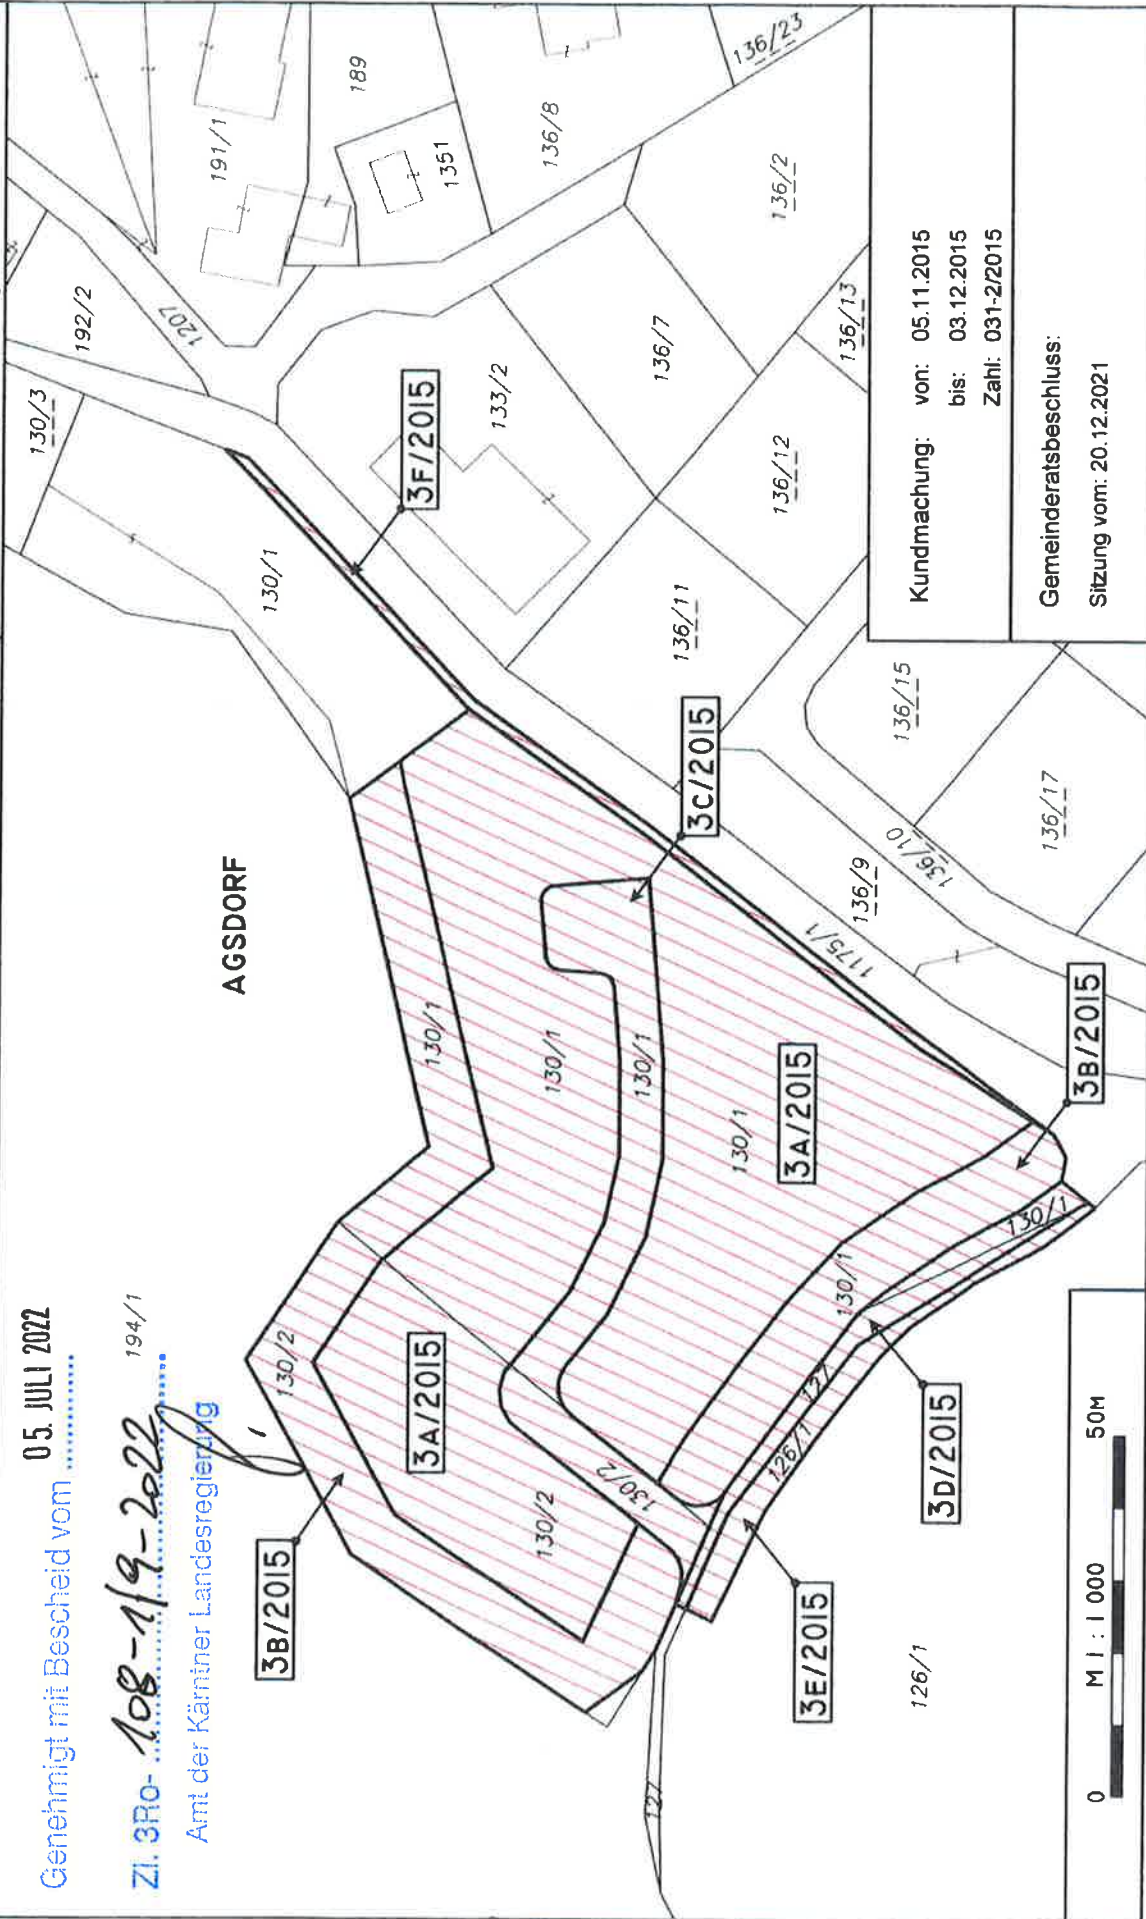 Genehmigt mit Bescheid vom 05. JULI 2022
Zl. 3Ro- 108-1/9-2022
Amt der Kärntner Landesregierung
194/1
AGSDORF
130/3
192/2
1207
191/1
189
1351
136/8
136/23
136/2
130/1
3F/2015
133/2
136/7
136/13
136/12
136/11
3C/2015
136/15
136/17
136/10
136/9
1175/1
130/1
130/1
130/1
130/1
3A/2015
3B/2015
130/1
130/1
130/2
3A/2015
3B/2015
130/2
130/2
127
126/1
3D/2015
3E/2015
127
126/1
Kundmachung: von: 05.11.2015
bis: 03.12.2015
Zahl: 031-2/2015
Gemeinderatsbeschluss:
Sitzung vom: 20.12.2021
0 M 1 : 1 000 50M